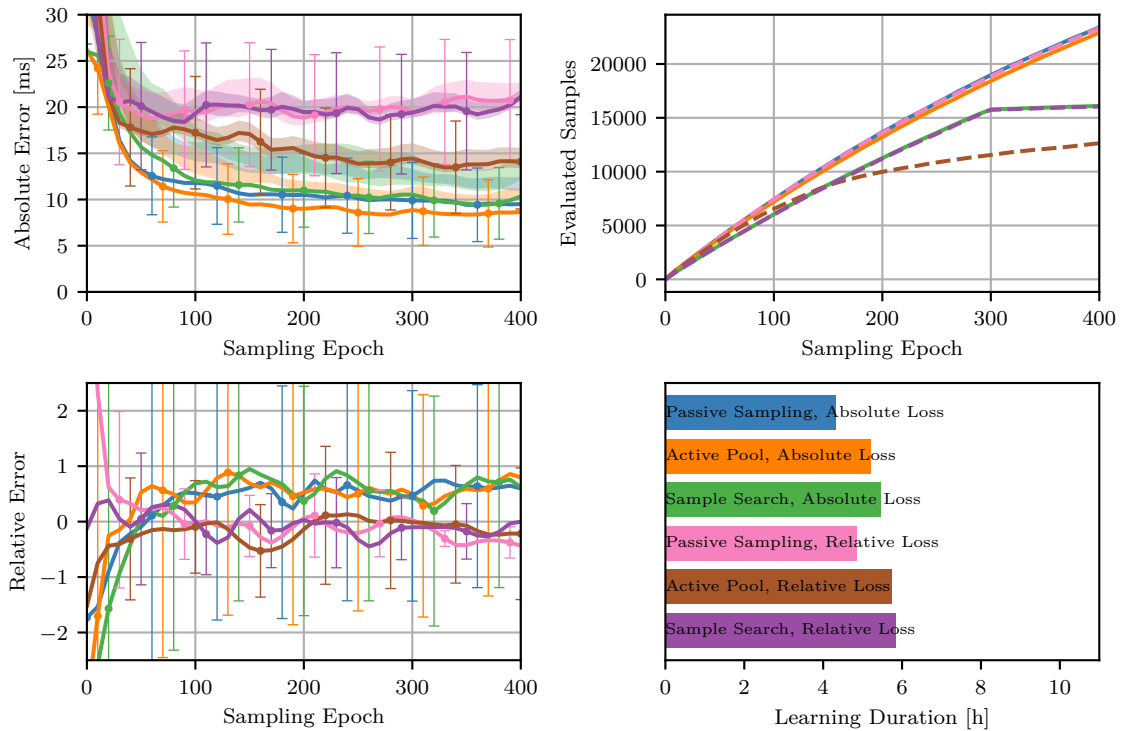 Absolute Error [ms]
30
25
20
15
10
5
0
0
100
200
300
400
Sampling Epoch
Evaluated Samples
20000
15000
10000
5000
0
0
100
200
300
400
Sampling Epoch
Relative Error
2
1
0
−1
−2
0
100
200
300
400
Sampling Epoch
Passive Sampling, Absolute Loss
Active Pool, Absolute Loss
Sample Search, Absolute Loss
Passive Sampling, Relative Loss
Active Pool, Relative Loss
Sample Search, Relative Loss
0
2
4
6
8
10
Learning Duration [h]